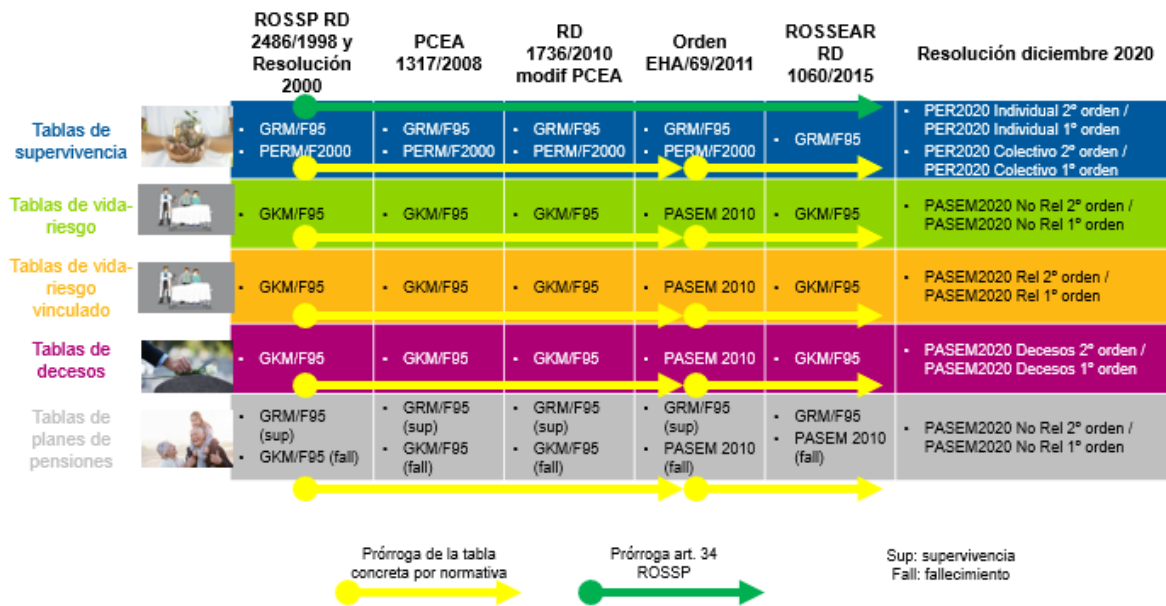 ROSSP RD
2486/1998 y
Resolución
2000
PCEA
1317/2008
RD
1736/2010
modif PCEA
Orden
EHA/69/2011
ROSSEAR
RD
1060/2015
Resolución diciembre 2020
Tablas de
supervivencia
• GRM/F95
• PERM/F2000
• GRM/F95
• PERM/F2000
• GRM/F95
• PERM/F2000
• GRM/F95
• PERM/F2000
• GRM/F95
• PER2020 Individual 2º orden /
PER2020 Individual 1º orden
• PER2020 Colectivo 2º orden /
PER2020 Colectivo 1º orden
Tablas de vida-
riesgo
• GKM/F95
• GKM/F95
• GKM/F95
• PASEM 2010
• GKM/F95
• PASEM2020 No Rel 2º orden /
PASEM2020 No Rel 1º orden
Tablas de vida-
riesgo
vinculado
• GKM/F95
• GKM/F95
• GKM/F95
• PASEM 2010
• GKM/F95
• PASEM2020 Rel 2º orden /
PASEM2020 Rel 1º orden
Tablas de
decesos
• GKM/F95
• GKM/F95
• GKM/F95
• PASEM 2010
• GKM/F95
• PASEM2020 Decesos 2º orden /
PASEM2020 Decesos 1º orden
Tablas de
planes de
pensiones
• GRM/F95
(sup)
• GKM/F95 (fall)
• GRM/F95
(sup)
• GKM/F95
(fall)
• GRM/F95
(sup)
• GKM/F95
(fall)
• GRM/F95
(sup)
• PASEM 2010
(fall)
• GRM/F95
• PASEM 2010
(fall)
• PASEM2020 No Rel 2º orden /
PASEM2020 No Rel 1º orden
Prórroga de la tabla
concreta por normativa
Prórroga art. 34
ROSSP
Sup: supervivencia
Fall: fallecimiento